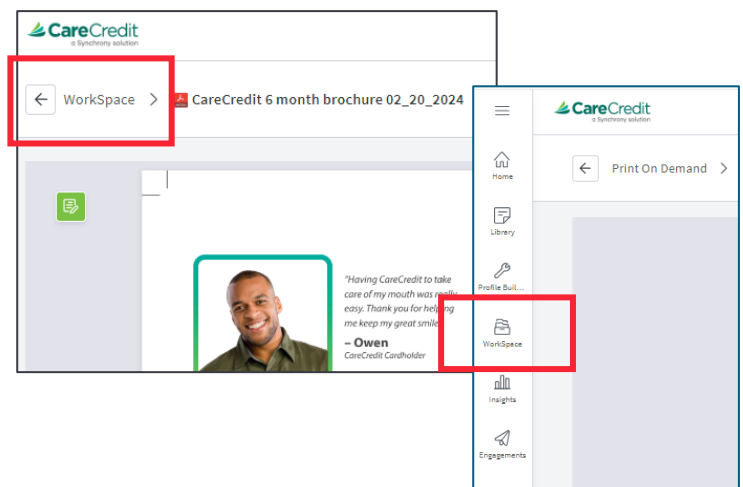 CareCredit
a Synchrony solution
WorkSpace > CareCredit 6 month brochure 02_20_2024
"Having CareCredit to take
care of my mouth was really
easy. Thank you for helping
me keep my great smile
– Owen
CareCredit Cardholder
CareCredit
a Synchrony solution
Home
Print On Demand >
Library
Profile Buil...
WorkSpace
Insights
Engagements